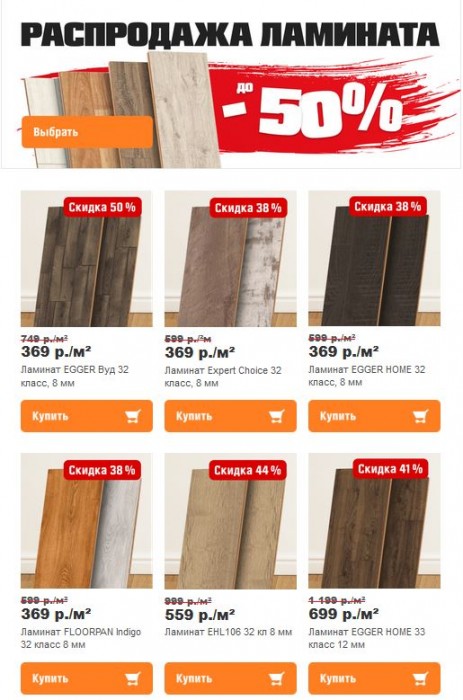 РАСПРОДАЖА ЛАМИНАТА
до
- 50%
Выбрать
Скидка 50 %
Скидка 38 %
Скидка 38 %
749 р./м²
599 р./²м
599 р./м²
369 р./м²
369 р./м²
369 р./м²
Ламинат EGGER Вуд 32
класс, 8 мм
Ламинат Expert Choice 32
класс, 8 мм
Ламинат EGGER HOME 32
класс, 8 мм
Купить
Купить
Купить
Скидка 38 %
Скидка 44 %
Скидка 41 %
599 р./м²
999 р./м²
1 199 р./м²
369 р./м²
559 р./м²
699 р./м²
Ламинат FLOORPAN Indigo
32 класс 8 мм
Ламинат EHL106 32 кл 8 мм
Ламинат EGGER HOME 33
класс 12 мм
Купить
Купить
Купить